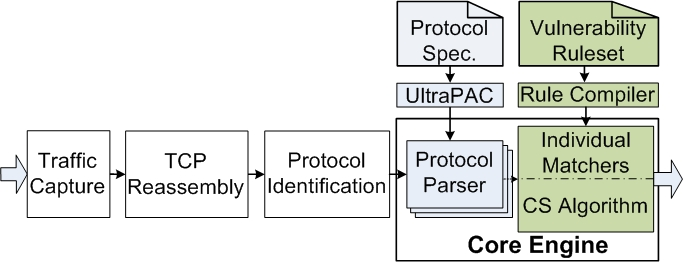 Protocol
Spec.
Vulnerability
Ruleset
UltraPAC
Rule Compiler
Traffic
Capture
TCP
Reassembly
Protocol
Identification
Protocol
Parser
Individual
Matchers
CS Algorithm
Core Engine